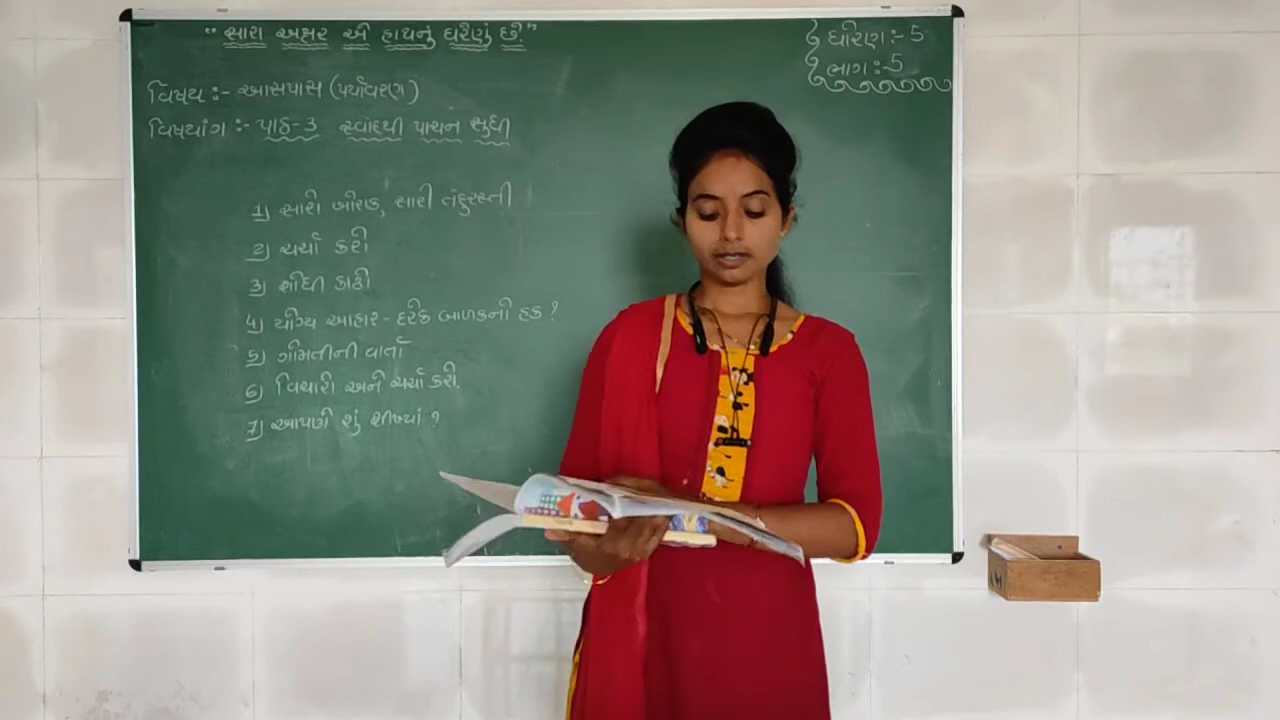 "સારા અક્ષર એ હાથનું ઘરેણું છે."
ધોરણ :- 5
ભાગ :- 5
વિષય :- આસપાસ (પર્યાવરણ)
વિષયાંગ :- પાઠ-3 સ્વાદથી પાચન સુધી
1) સારો ખોરાક, સારી તંદુરસ્તી
2) ચર્ચા કરો
3) શોધી કાઢો
4) યોગ્ય આહાર - દરેક બાળકનો હક ?
5) ગોમતીની વાર્તા
6) વિચારો અને ચર્ચા કરો.
7) આપણે શું શીખ્યાં ?